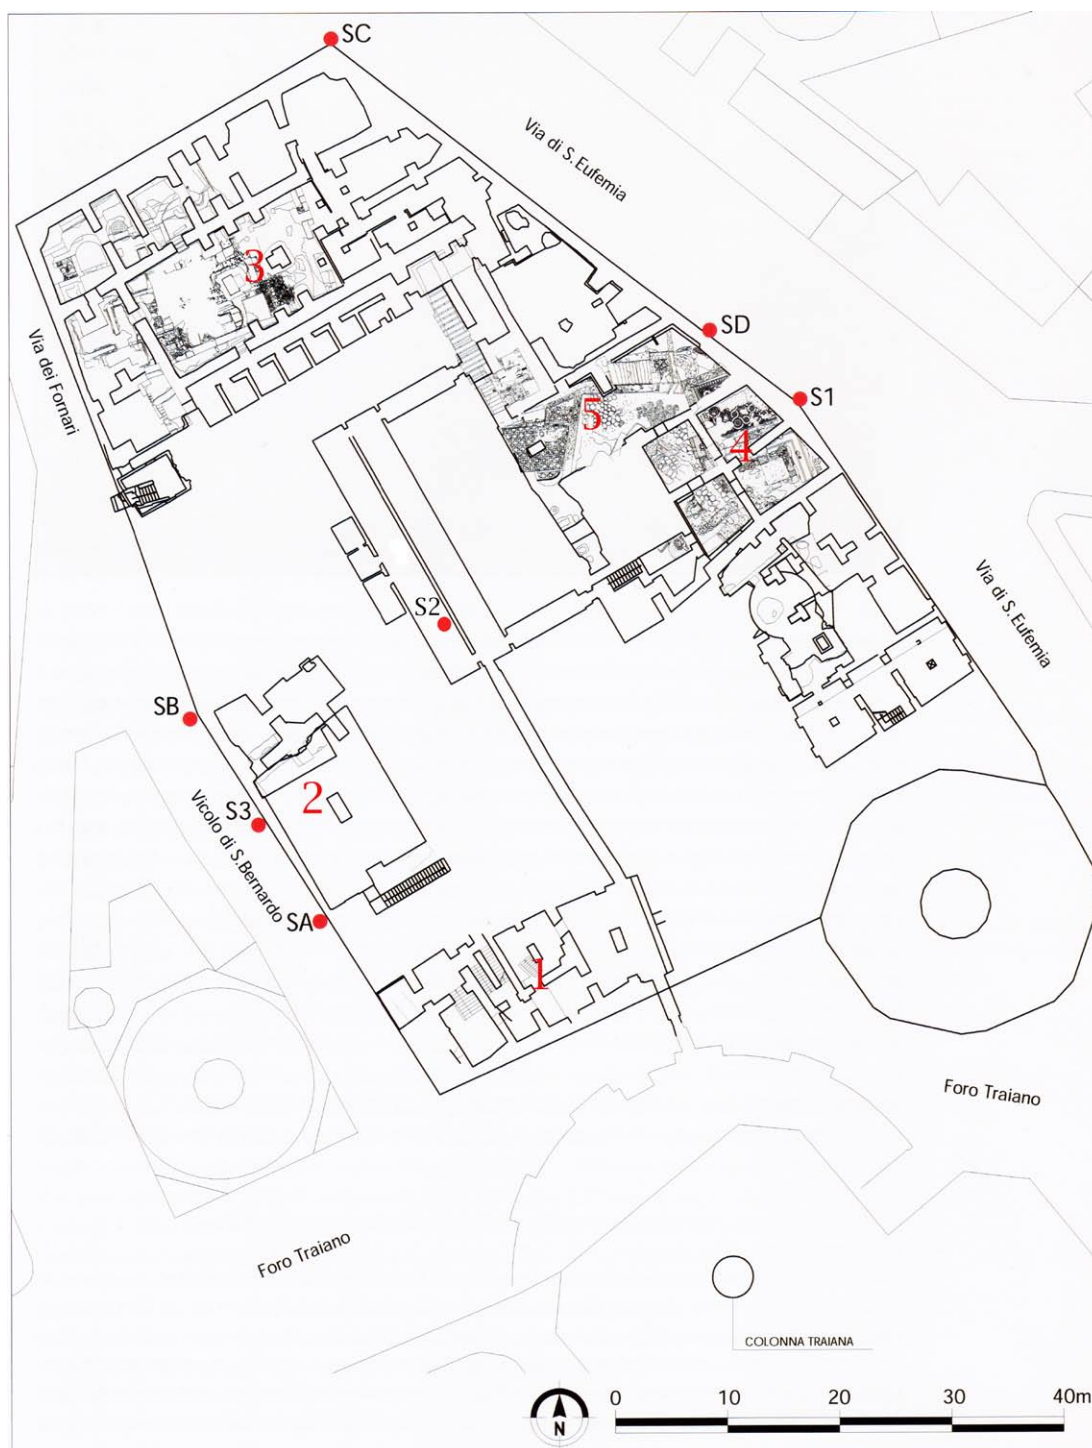 SC
Via di S. Eufemia
3
SD
Via dei Fornari
S1
5
4
Via di S. Eufemia
S2
SB
2
S3
Vicolo di S.Bernardo
SA
1
Foro Traiano
Foro Traiano
COLONNA TRAIANA
N
0 10 20 30 40m